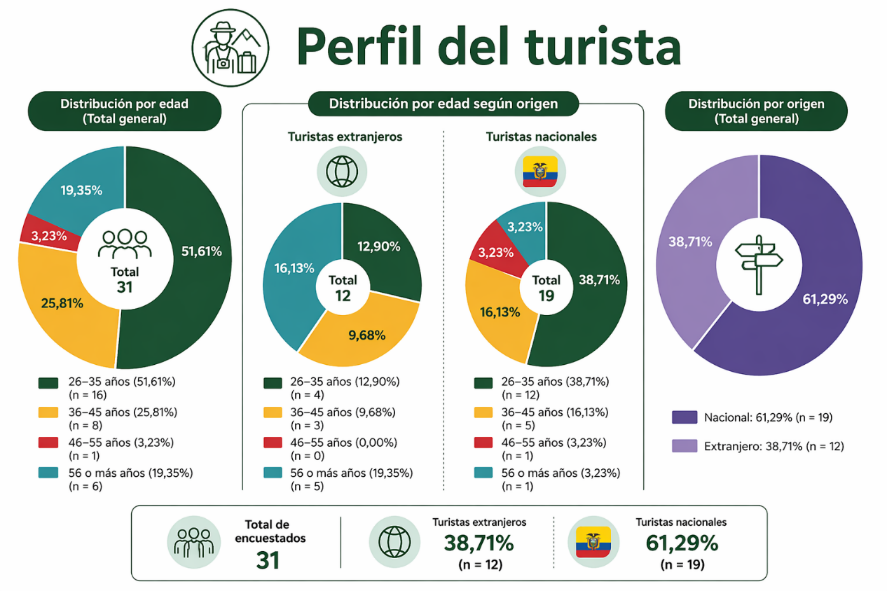 Perfil del turista
Distribución por edad
(Total general)
19,35%
3,23%
25,81%
51,61%
Total
31
26–35 años (51,61%)
(n = 16)
36–45 años (25,81%)
(n = 8)
46–55 años (3,23%)
(n = 1)
56 o más años (19,35%)
(n = 6)
Distribución por edad según origen
Turistas extranjeros
16,13%
12,90%
9,68%
Total
12
26–35 años (12,90%)
(n = 4)
36–45 años (9,68%)
(n = 3)
46–55 años (0,00%)
(n = 0)
56 o más años (19,35%)
(n = 5)
Turistas nacionales
3,23%
3,23%
16,13%
38,71%
Total
19
26–35 años (38,71%)
(n = 12)
36–45 años (16,13%)
(n = 5)
46–55 años (3,23%)
(n = 1)
56 o más años (3,23%)
(n = 1)
Distribución por origen
(Total general)
38,71%
61,29%
Nacional: 61,29% (n = 19)
Extranjero: 38,71% (n = 12)
Total de
encuestados
31
Turistas extranjeros
38,71%
(n = 12)
Turistas nacionales
61,29%
(n = 19)